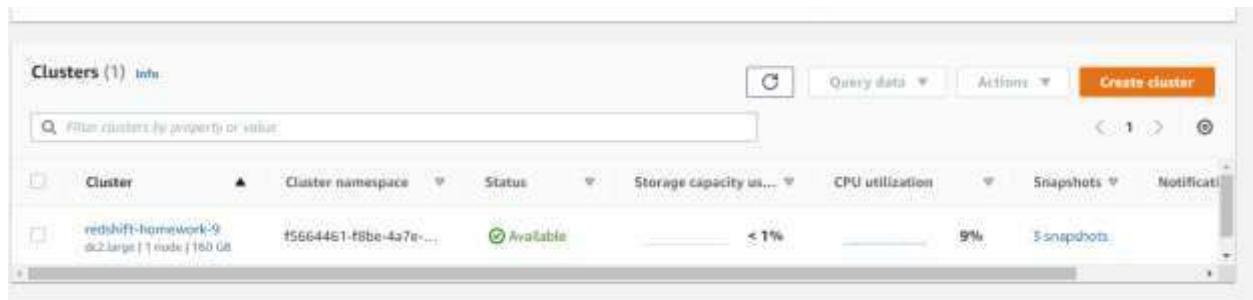 Clusters (1) Info
Query data
Actions
Create cluster
Filter clusters by property or value
1
Cluster
Cluster namespace
Status
Storage capacity us...
CPU utilization
Snapshots
Notificati
redshift-homework-9
dc2.large | 1 node | 160 GB
f5664461-f8be-4a7e-...
Available
< 1%
9%
snapshots